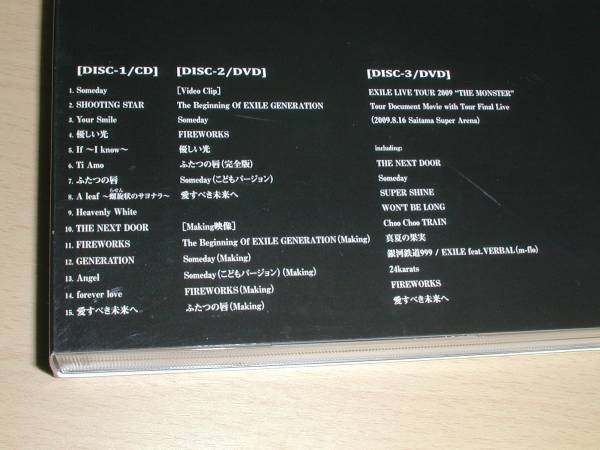 [DISC-1/CD]
1. Someday
2. SHOOTING STAR
3. Your Smile
4. 優しい光
5. If ～I know～
6. Ti Amo
7. ふたつの唇
8. A leaf ～螺旋状のサヨナラ～
らせん
9. Heavenly White
10. THE NEXT DOOR
11. FIREWORKS
12. GENERATION
13. Angel
14. forever love
15. 愛すべき未来へ
[DISC-2/DVD]
[Video Clip]
The Beginning Of EXILE GENERATION
Someday
FIREWORKS
優しい光
ふたつの唇(完全版)
Someday(こどもバージョン)
愛すべき未来へ
[Making映像]
The Beginning Of EXILE GENERATION(Making)
Someday(Making)
Someday(こどもバージョン)(Making)
FIREWORKS(Making)
ふたつの唇(Making)
[DISC-3/DVD]
EXILE LIVE TOUR 2009 "THE MONSTER"
Tour Document Movie with Tour Final Live
(2009.8.16 Saitama Super Arena)
including:
THE NEXT DOOR
Someday
SUPER SHINE
WON'T BE LONG
Choo Choo TRAIN
真夏の果実
銀河鉄道999 / EXILE feat.VERBAL(m-flo)
24karats
FIREWORKS
愛すべき未来へ